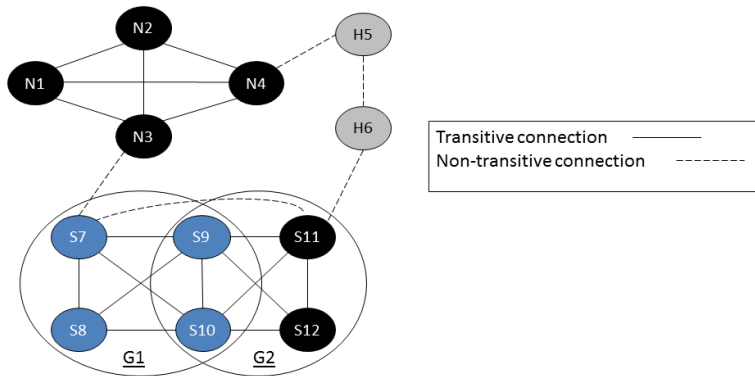 N2
H5
N1
N4
N3
H6
Transitive connection
Non-transitive connection
S7
S9
S11
S8
S10
S12
G1
G2